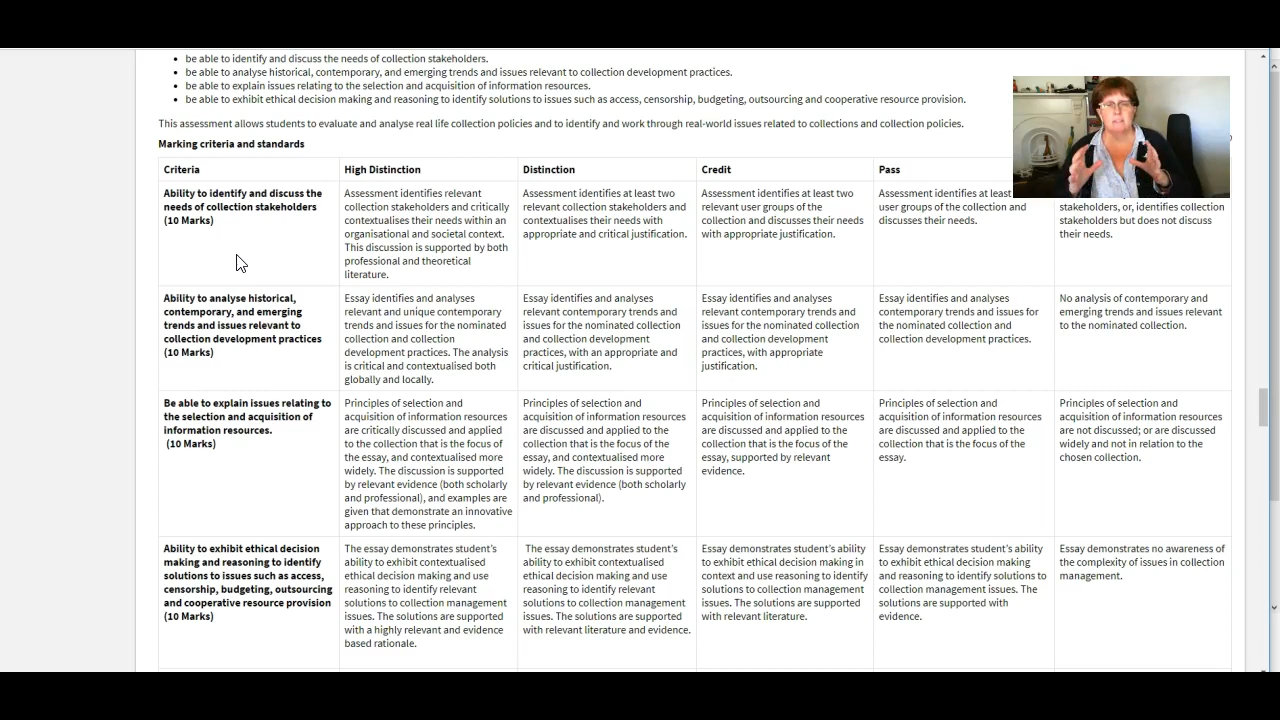 be able to identify and discuss the needs of collection stakeholders.
be able to analyse historical, contemporary, and emerging trends and issues relevant to collection development practices.
be able to explain issues relating to the selection and acquisition of information resources.
be able to exhibit ethical decision making and reasoning to identify solutions to issues such as access, censorship, budgeting, outsourcing and cooperative resource provision.
This assessment allows students to evaluate and analyse real life collection policies and to identify and work through real-world issues related to collections and collection policies.
Marking criteria and standards
Criteria
High Distinction
Distinction
Credit
Pass
Ability to identify and discuss the
needs of collection stakeholders
(10 Marks)
Assessment identifies relevant
collection stakeholders and critically
contextualises their needs within an
organisational and societal context.
This discussion is supported by both
professional and theoretical
literature.
Assessment identifies at least two
relevant collection stakeholders and
contextualises their needs with
appropriate and critical justification.
Assessment identifies at least two
relevant user groups of the
collection and discusses their needs
with appropriate justification.
Assessment identifies at least
user groups of the collection and
discusses their needs.
stakeholders, or, identifies collection
stakeholders but does not discuss
their needs.
Ability to analyse historical,
contemporary, and emerging
trends and issues relevant to
collection development practices
(10 Marks)
Essay identifies and analyses
relevant and unique contemporary
trends and issues for the nominated
collection and collection
development practices. The analysis
is critical and contextualised both
globally and locally.
Essay identifies and analyses
relevant contemporary trends and
issues for the nominated collection
and collection development
practices, with an appropriate and
critical justification.
Essay identifies and analyses
relevant contemporary trends and
issues for the nominated collection
and collection development
practices, with appropriate
justification.
Essay identifies and analyses
contemporary trends and issues for
the nominated collection and
collection development practices.
No analysis of contemporary and
emerging trends and issues relevant
to the nominated collection.
Be able to explain issues relating to
the selection and acquisition of
information resources.
(10 Marks)
Principles of selection and
acquisition of information resources
are critically discussed and applied
to the collection that is the focus of
the essay, and contextualised more
widely. The discussion is supported
by relevant evidence (both scholarly
and professional), and examples are
given that demonstrate an innovative
approach to these principles.
Principles of selection and
acquisition of information resources
are discussed and applied to the
collection that is the focus of the
essay, and contextualised more
widely. The discussion is supported
by relevant evidence (both scholarly
and professional).
Principles of selection and
acquisition of information resources
are discussed and applied to the
collection that is the focus of the
essay, supported by relevant
evidence.
Principles of selection and
acquisition of information resources
are discussed and applied to the
collection that is the focus of the
essay.
Principles of selection and
acquisition of information resources
are not discussed; or are discussed
widely and not in relation to the
chosen collection.
Ability to exhibit ethical decision
making and reasoning to identify
solutions to issues such as access,
censorship, budgeting, outsourcing
and cooperative resource provision
(10 Marks)
The essay demonstrates student's
ability to exhibit contextualised
ethical decision making and use
reasoning to identify relevant
solutions to collection management
issues. The solutions are supported
with a highly relevant and evidence
based rationale.
The essay demonstrates student's
ability to exhibit contextualised
ethical decision making and use
reasoning to identify relevant
solutions to collection management
issues. The solutions are supported
with relevant literature and evidence.
Essay demonstrates student's ability
to exhibit ethical decision making in
context and use reasoning to identify
solutions to collection management
issues. The solutions are supported
with relevant literature.
Essay demonstrates student's ability
to exhibit ethical decision making
and reasoning to identify solutions to
collection management issues. The
solutions are supported with
evidence.
Essay demonstrates no awareness of
the complexity of issues in collection
management.